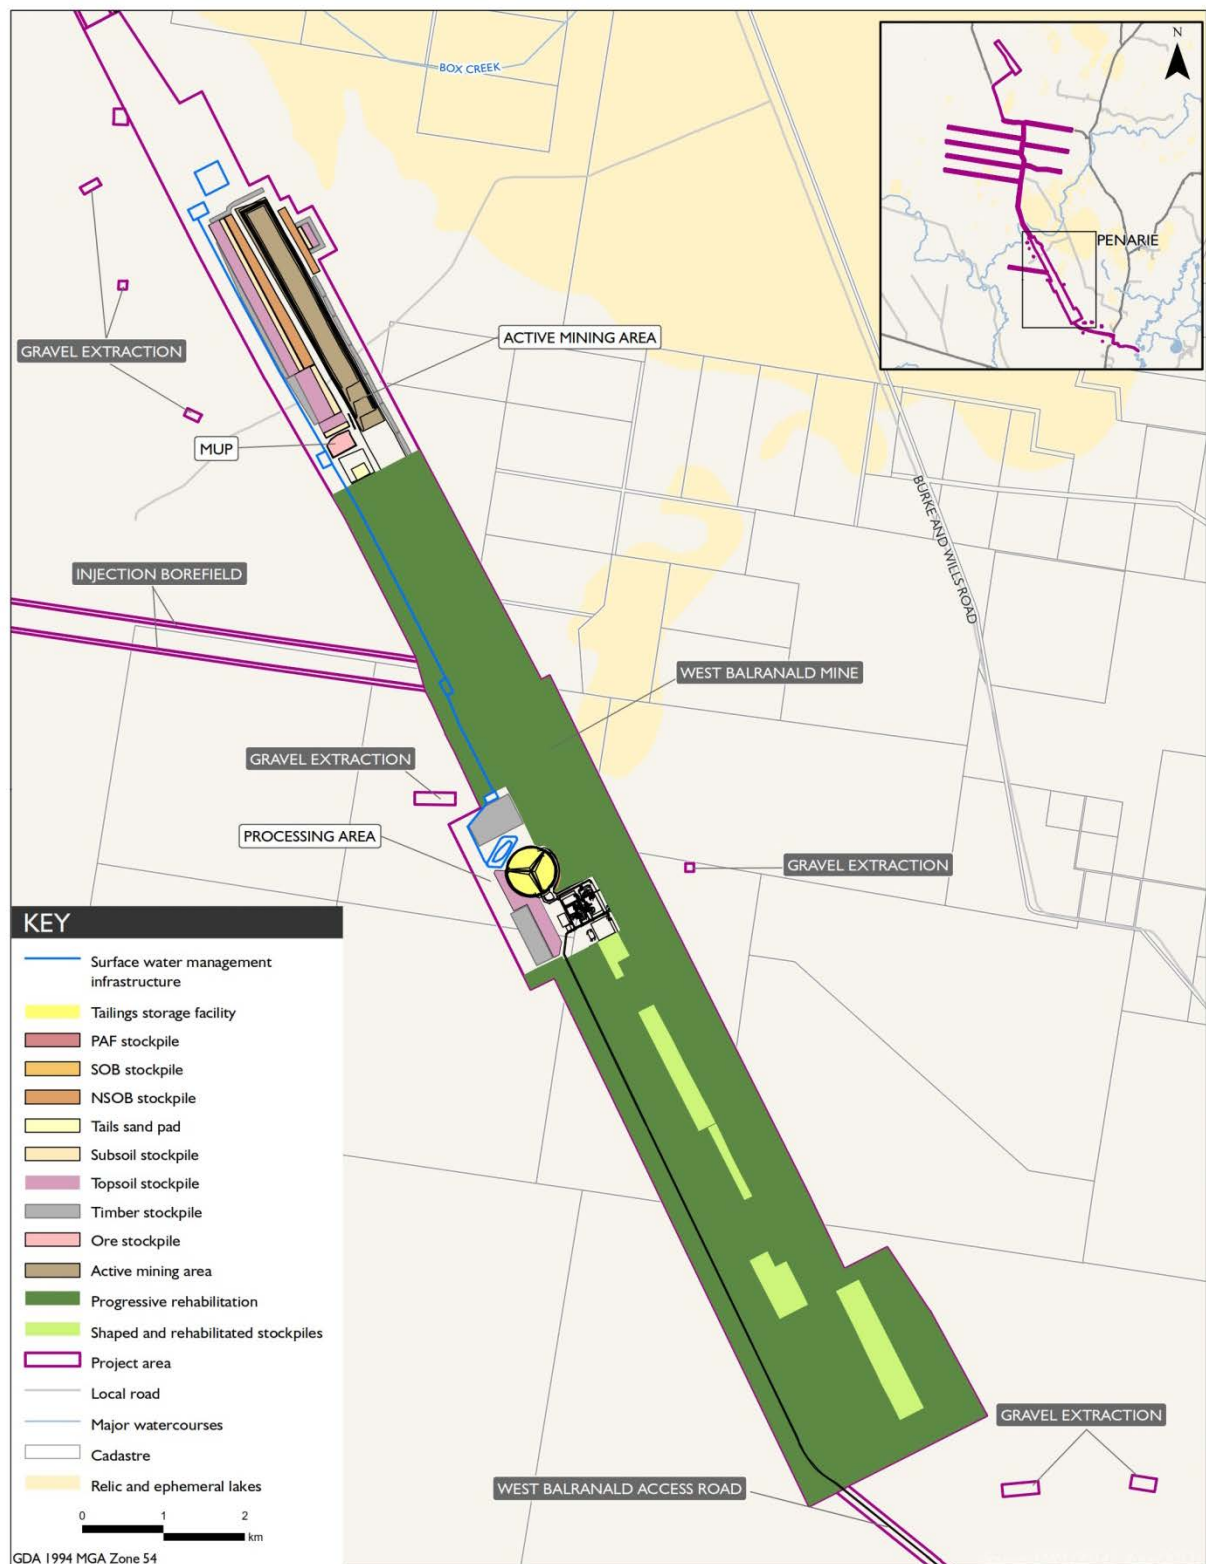 BOX CREEK
N
PENARIE
GRAVEL EXTRACTION
ACTIVE MINING AREA
MUP
BURKE AND WILLS ROAD
INJECTION BOREFIELD
WEST BALRANALD MINE
GRAVEL EXTRACTION
PROCESSING AREA
GRAVEL EXTRACTION
KEY
Surface water management
infrastructure
Tailings storage facility
PAF stockpile
SOB stockpile
NSOB stockpile
Tails sand pad
Subsoil stockpile
Topsoil stockpile
Timber stockpile
Ore stockpile
Active mining area
Progressive rehabilitation
Shaped and rehabilitated stockpiles
Project area
Local road
Major watercourses
Cadastre
Relic and ephemeral lakes
0 1 2
km
GDA 1994 MGA Zone 54
GRAVEL EXTRACTION
WEST BALRANALD ACCESS ROAD